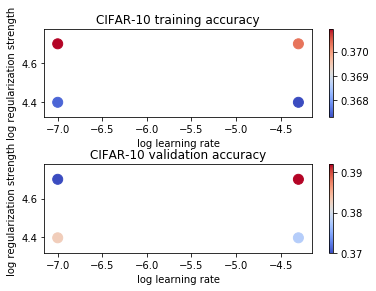 CIFAR-10 training accuracy
log regularization strength
4.6
4.4
−7.0 −6.5 −6.0 −5.5 −5.0 −4.5
log learning rate
0.370
0.369
0.368
CIFAR-10 validation accuracy
log regularization strength
4.6
4.4
−7.0 −6.5 −6.0 −5.5 −5.0 −4.5
log learning rate
0.39
0.38
0.37